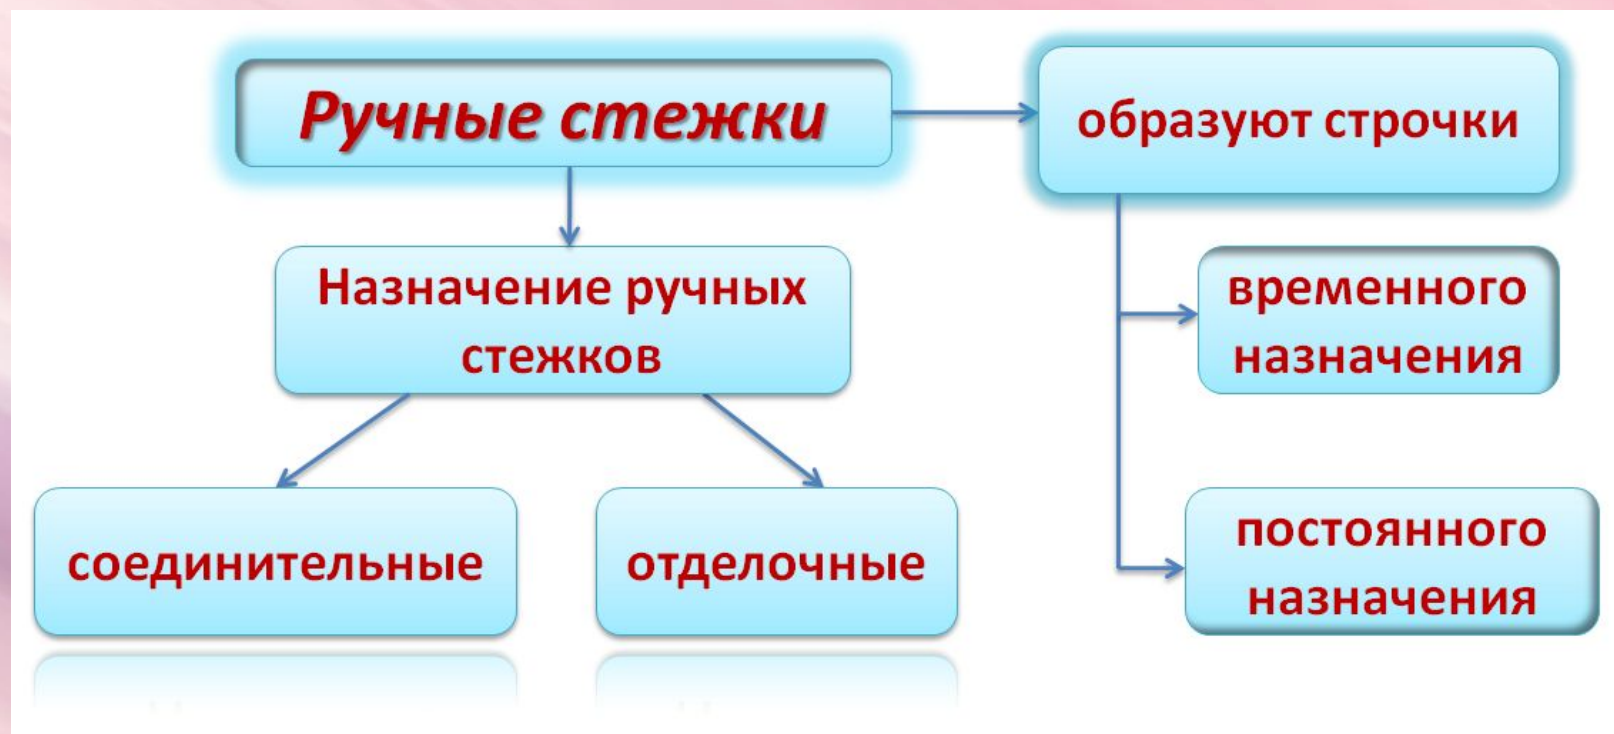 Ручные стежки
образуют строчки
Назначение ручных
стежков
временного
назначения
соединительные
отделочные
постоянного
назначения